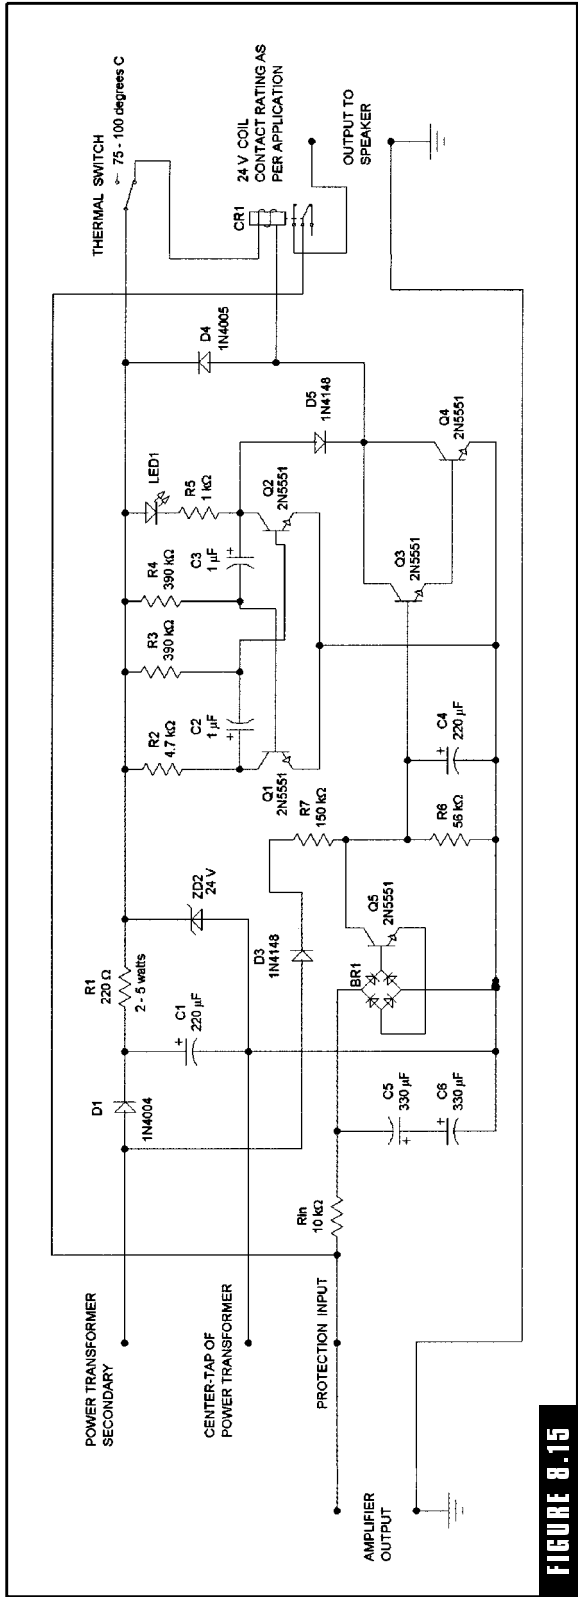 POWER TRANSFORMER
SECONDARY
CENTER-TAP OF
POWER TRANSFORMER
PROTECTION INPUT
AMPLIFIER
OUTPUT
D1
1N4004
R1
220 Ω
2 - 5 watts
C1
220 µF
+
ZD2
24 V
D3
1N4148
Rin
10 kΩ
C5
330 µF
+
C6
330 µF
+
BR1
Q5
2N5551
R7
150 kΩ
R6
56 kΩ
C4
220 µF
+
R2
4.7 kΩ
C2
1 µF
+
Q1
2N5551
R3
390 kΩ
R4
390 kΩ
C3
1 µF
+
LED1
R5
1 kΩ
Q2
2N5551
D5
1N4148
Q3
2N5551
Q4
2N5551
D4
1N4005
THERMAL SWITCH
75 - 100 degrees C
CR1
24 V COIL
CONTACT RATING AS
PER APPLICATION
OUTPUT TO
SPEAKER
FIGURE 8.15